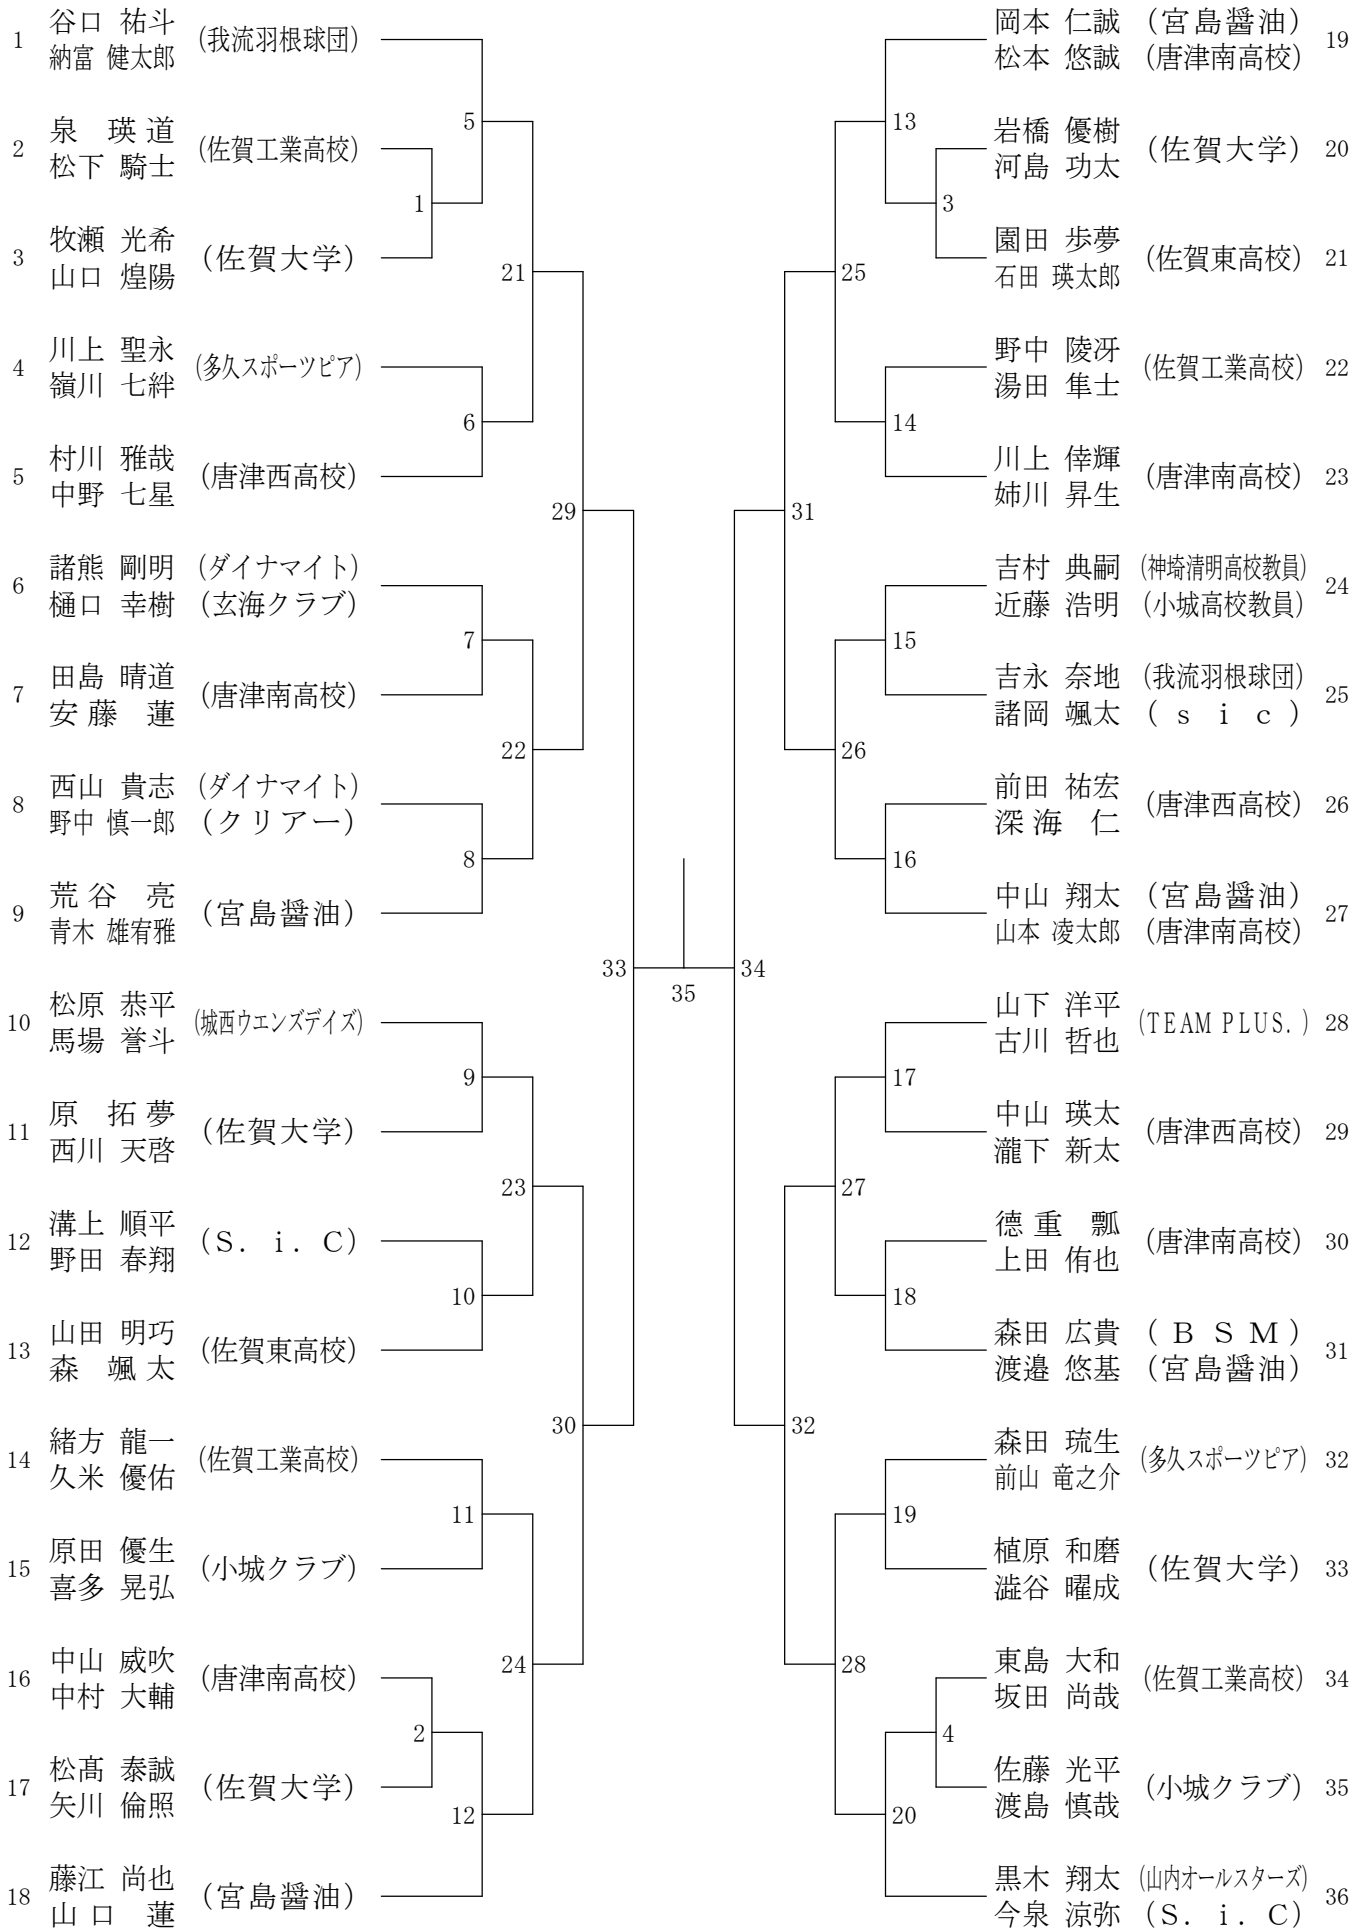 1 谷口 祐斗 (我流羽根球団)
納富 健太郎
2 泉 瑛道 (佐賀工業高校)
松下 騎士
3 牧瀬 光希 (佐賀大学)
山口 煌陽
4 川上 聖永 (多久スポーツピア)
嶺川 七絆
5 村川 雅哉 (唐津西高校)
中野 七星
6 諸熊 剛明 (ダイナマイト)
樋口 幸樹 (玄海クラブ)
7 田島 晴道 (唐津南高校)
安藤 蓮
8 西山 貴志 (ダイナマイト)
野中 慎一郎 (クリアー)
9 荒谷 亮 (宮島醤油)
青木 雄宥雅
10 松原 恭平 (城西ウエンズデイズ)
馬場 誉斗
11 原 拓夢 (佐賀大学)
西川 天啓
12 溝上 順平 (S. i. C)
野田 春翔
13 山田 明巧 (佐賀東高校)
森 颯太
14 緒方 龍一 (佐賀工業高校)
久米 優佑
15 原田 優生 (小城クラブ)
喜多 晃弘
16 中山 威吹 (唐津南高校)
中村 大輔
17 松髙 泰誠 (佐賀大学)
矢川 倫照
18 藤江 尚也 (宮島醤油)
山口 蓮
1
2
5
6
7
8
9
10
11
12
21
22
23
24
29
30
33
35
34
31
32
25
26
27
28
13
14
15
16
17
18
19
20
3
4
岡本 仁誠 (宮島醤油) 19
松本 悠誠 (唐津南高校)
岩橋 優樹 (佐賀大学) 20
河島 功太
園田 歩夢 (佐賀東高校) 21
石田 瑛太郎
野中 陵冴 (佐賀工業高校) 22
湯田 隼士
川上 倖輝 (唐津南高校) 23
姉川 昇生
吉村 典嗣 (神埼清明高校教員) 24
近藤 浩明 (小城高校教員)
吉永 奈地 (我流羽根球団) 25
諸岡 颯太 (s i c)
前田 祐宏 (唐津西高校) 26
深海 仁
中山 翔太 (宮島醤油) 27
山本 凌太郎 (唐津南高校)
山下 洋平 (TEAM PLUS.) 28
古川 哲也
中山 瑛太 (唐津西高校) 29
瀧下 新太
徳重 瓢 (唐津南高校) 30
上田 侑也
森田 広貴 (B S M) 31
渡邉 悠基 (宮島醤油)
森田 琉生 (多久スポーツピア) 32
前山 竜之介
植原 和磨 (佐賀大学) 33
澁谷 曜成
東島 大和 (佐賀工業高校) 34
坂田 尚哉
佐藤 光平 (小城クラブ) 35
渡島 慎哉
黒木 翔太 (山内オールスターズ) 36
今泉 涼弥 (S. i. C)